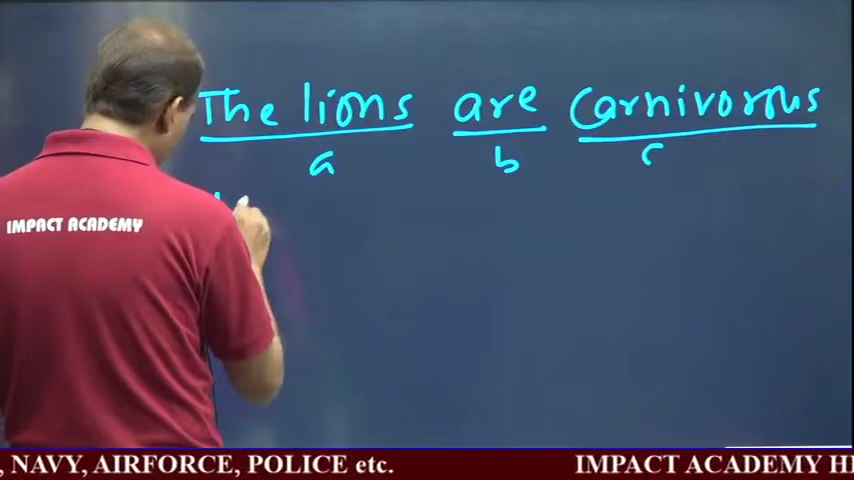 The lions are Carnivorous
a b c
IMPACT ACADEMY
, NAVY, AIRFORCE, POLICE etc. IMPACT ACADEMY